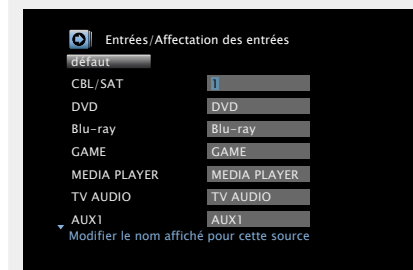 Entrées/Affectation des entrées
défaut
CBL/SAT 1
DVD DVD
Blu-ray Blu-ray
GAME GAME
MEDIA PLAYER MEDIA PLAYER
TV AUDIO TV AUDIO
AUX1 AUX1
Modifier le nom affiché pour cette source